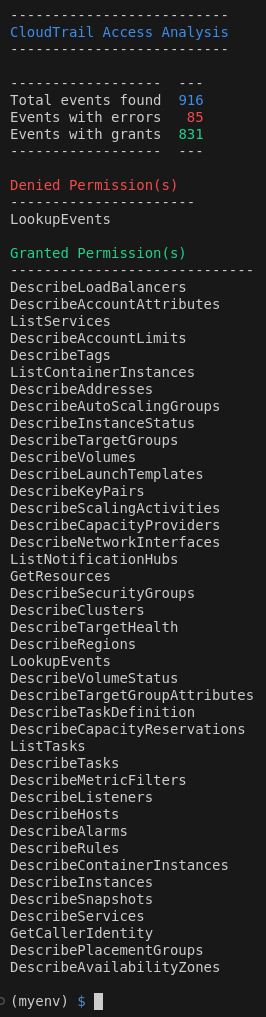 --------------------------
CloudTrail Access Analysis
--------------------------
------------------  ---
Total events found  916
Events with errors   85
Events with grants  831
------------------  ---
Denied Permission(s)
----------------------
LookupEvents
Granted Permission(s)
-----------------------------
DescribeLoadBalancers
DescribeAccountAttributes
ListServices
DescribeAccountLimits
DescribeTags
ListContainerInstances
DescribeAddresses
DescribeAutoScalingGroups
DescribeInstanceStatus
DescribeTargetGroups
DescribeVolumes
DescribeLaunchTemplates
DescribeKeyPairs
DescribeScalingActivities
DescribeCapacityProviders
DescribeNetworkInterfaces
ListNotificationHubs
GetResources
DescribeSecurityGroups
DescribeClusters
DescribeTargetHealth
DescribeRegions
LookupEvents
DescribeVolumeStatus
DescribeTargetGroupAttributes
DescribeTaskDefinition
DescribeCapacityReservations
ListTasks
DescribeTasks
DescribeMetricFilters
DescribeListeners
DescribeHosts
DescribeAlarms
DescribeRules
DescribeContainerInstances
DescribeInstances
DescribeSnapshots
DescribeServices
GetCallerIdentity
DescribePlacementGroups
DescribeAvailabilityZones
(myenv) $